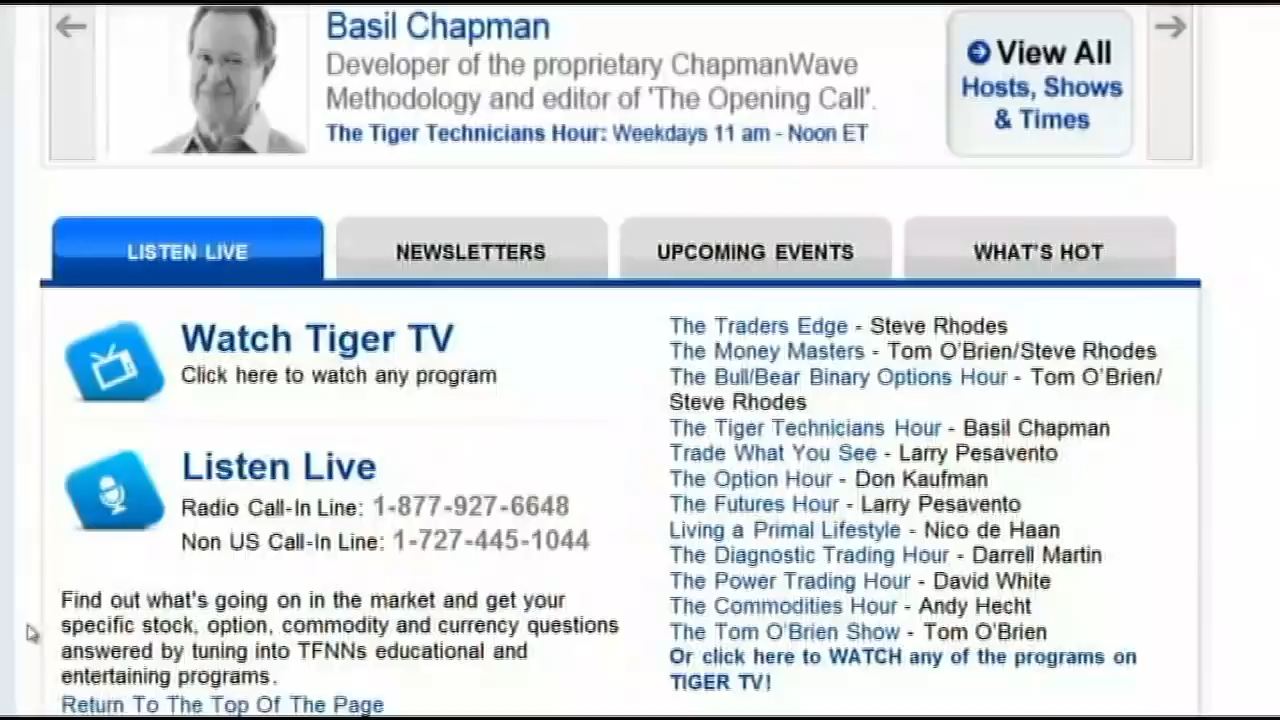 Basil Chapman
Developer of the proprietary ChapmanWave
Methodology and editor of 'The Opening Call'.
The Tiger Technicians Hour: Weekdays 11 am - Noon ET
View All
Hosts, Shows
& Times
LISTEN LIVE
NEWSLETTERS
UPCOMING EVENTS
WHAT'S HOT
Watch Tiger TV
Click here to watch any program
Listen Live
Radio Call-In Line: 1-877-927-6648
Non US Call-In Line: 1-727-445-1044
Find out what's going on in the market and get your
specific stock, option, commodity and currency questions
answered by tuning into TFNNs educational and
entertaining programs.
Return To The Top Of The Page
The Traders Edge - Steve Rhodes
The Money Masters - Tom O'Brien/Steve Rhodes
The Bull/Bear Binary Options Hour - Tom O'Brien/
Steve Rhodes
The Tiger Technicians Hour - Basil Chapman
Trade What You See - Larry Pesavento
The Option Hour - Don Kaufman
The Futures Hour - Larry Pesavento
Living a Primal Lifestyle - Nico de Haan
The Diagnostic Trading Hour - Darrell Martin
The Power Trading Hour - David White
The Commodities Hour - Andy Hecht
The Tom O'Brien Show - Tom O'Brien
Or click here to WATCH any of the programs on
TIGER TV!